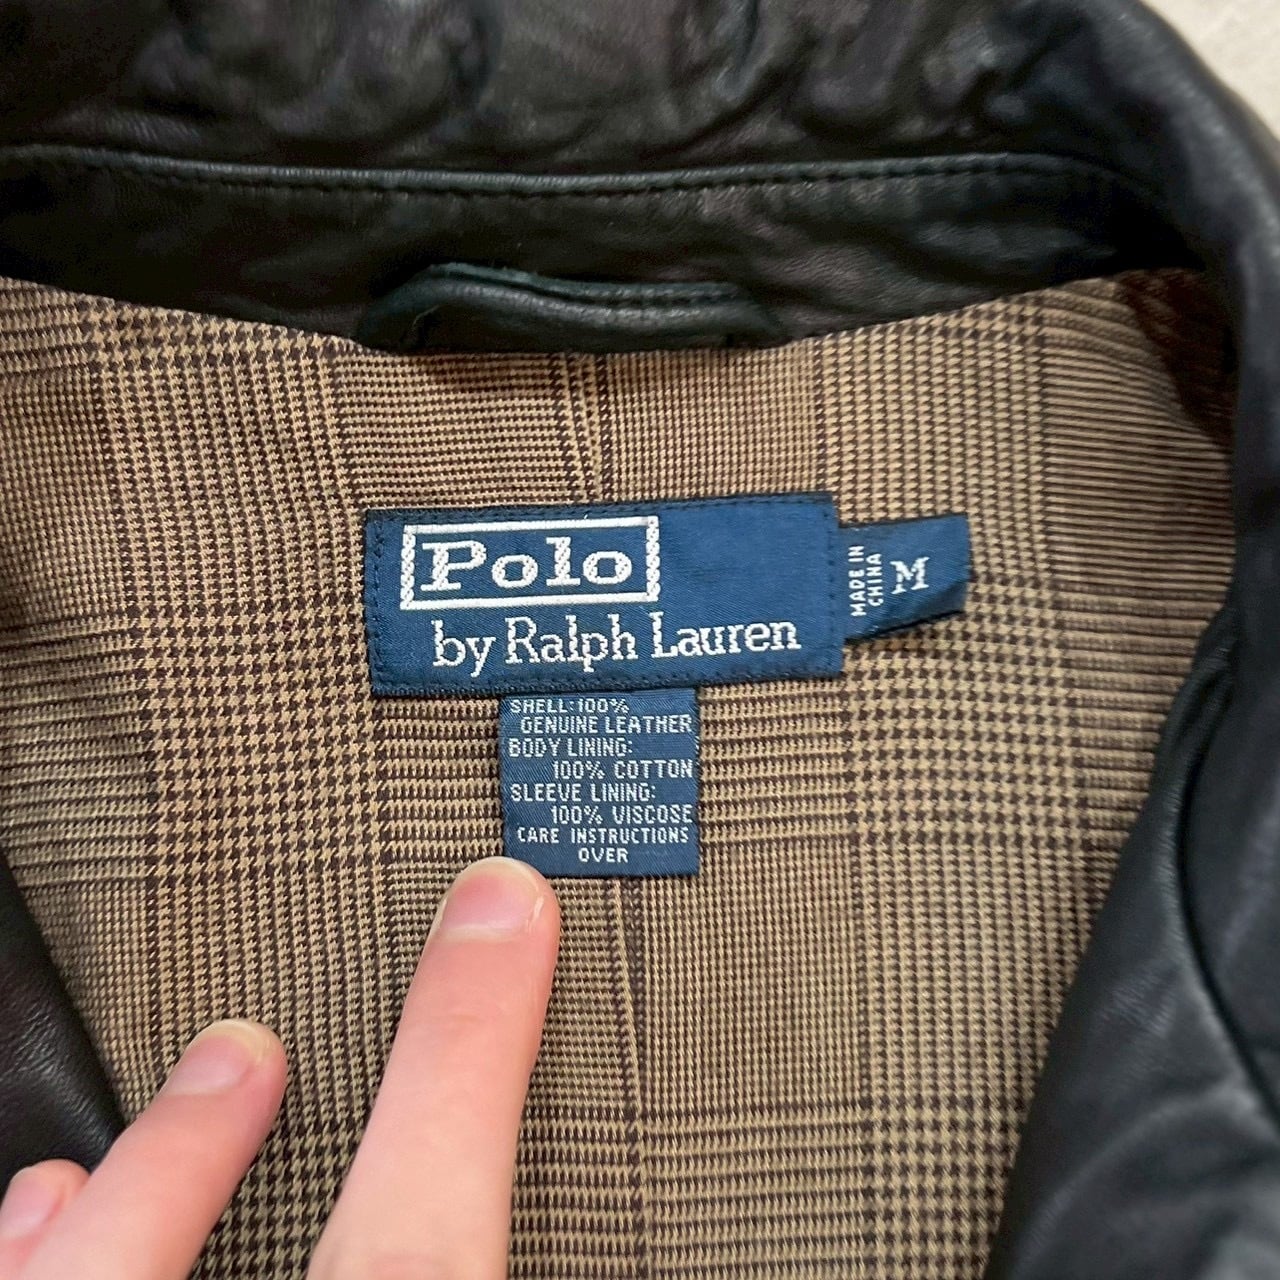 Polo
by Ralph Lauren
MADE IN
CHINA
M
SHELL:100%
GENUINE LEATHER
BODY LINING:
100% COTTON
SLEEVE LINING:
100% VISCOSE
CARE INSTRUCTIONS
OVER